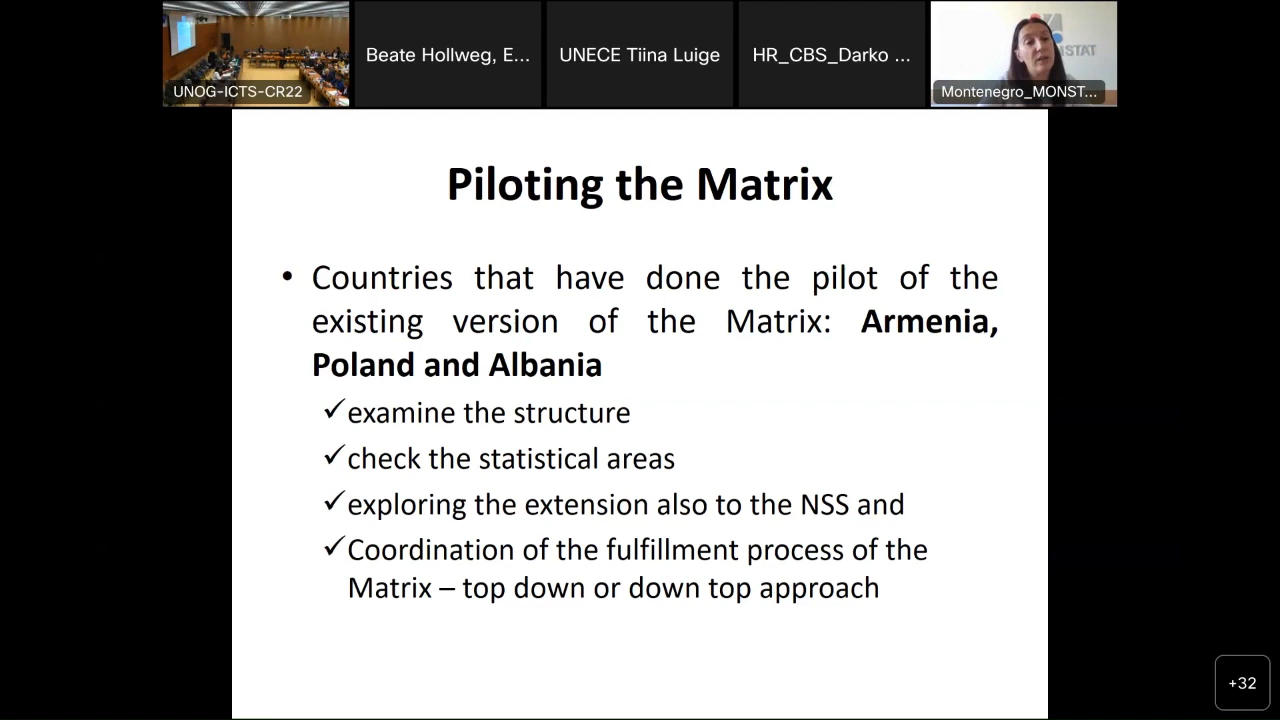 UNOG-ICTS-CR22
Beate Hollweg, E...
UNECE Tiina Luige
HR_CBS_Darko ...
STAT
Montenegro_MONST...
Piloting the Matrix
• Countries that have done the pilot of the
existing version of the Matrix: Armenia,
Poland and Albania
✓examine the structure
✓check the statistical areas
✓exploring the extension also to the NSS and
✓Coordination of the fulfillment process of the
Matrix – top down or down top approach
+32